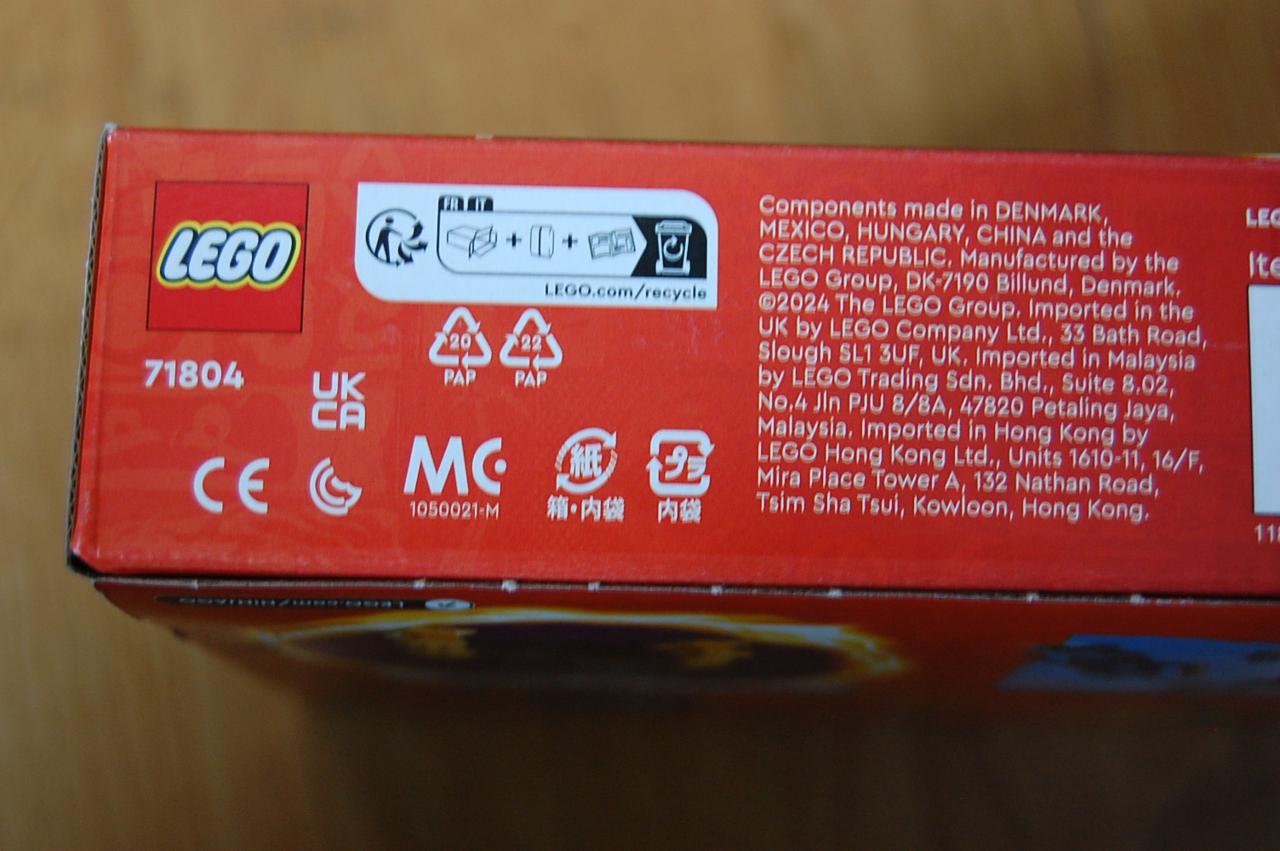 LEGO
71804
UK
CA
CE
FR IT
+ +
LEGO.com/recycle
20
PAP
22
PAP
MC
1050021-M
紙
箱・内袋
プラ
内袋
Components made in DENMARK,
MEXICO, HUNGARY, CHINA and the
CZECH REPUBLIC. Manufactured by the
LEGO Group, DK-7190 Billund, Denmark.
©2024 The LEGO Group. Imported in the
UK by LEGO Company Ltd., 33 Bath Road,
Slough SL1 3UF, UK. Imported in Malaysia
by LEGO Trading Sdn. Bhd., Suite 8.02,
No.4 Jln PJU 8/8A, 47820 Petaling Jaya,
Malaysia. Imported in Hong Kong by
LEGO Hong Kong Ltd., Units 1610-11, 16/F,
Mira Place Tower A, 132 Nathan Road,
Tsim Sha Tsui, Kowloon, Hong Kong.
LEGO.com/NINJAGO